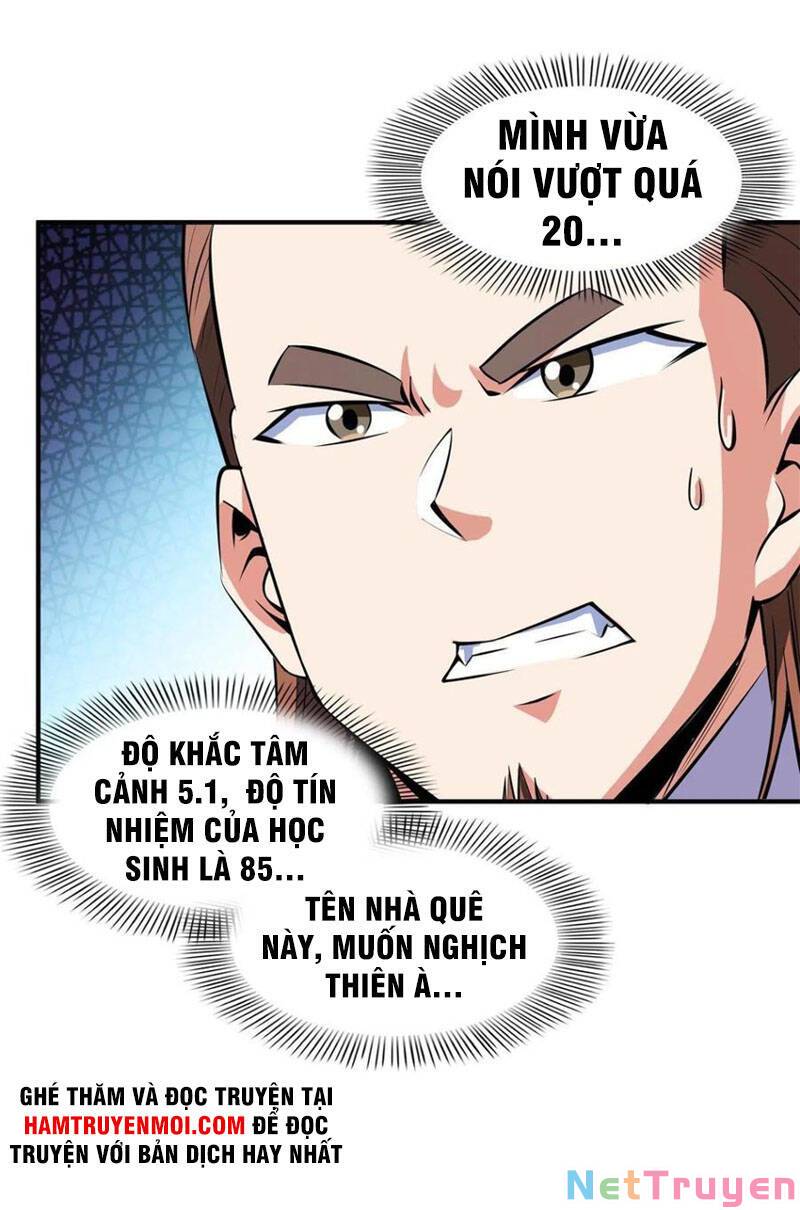 MÌNH VỪA
NÓI VƯỢT QUÁ
20...
ĐỘ KHẮC TÂM
CẢNH 5.1, ĐỘ TÍN
NHIỆM CỦA HỌC
SINH LÀ 85...
TÊN NHÀ QUÊ
NÀY, MUỐN NGHỊCH
THIÊN À...
GHÉ THĂM VÀ ĐỌC TRUYỆN TẠI
HAMTRUYENMOI.COM ĐỂ ĐỌC
TRUYỆN VỚI BẢN DỊCH HAY NHẤT
NetTruyen